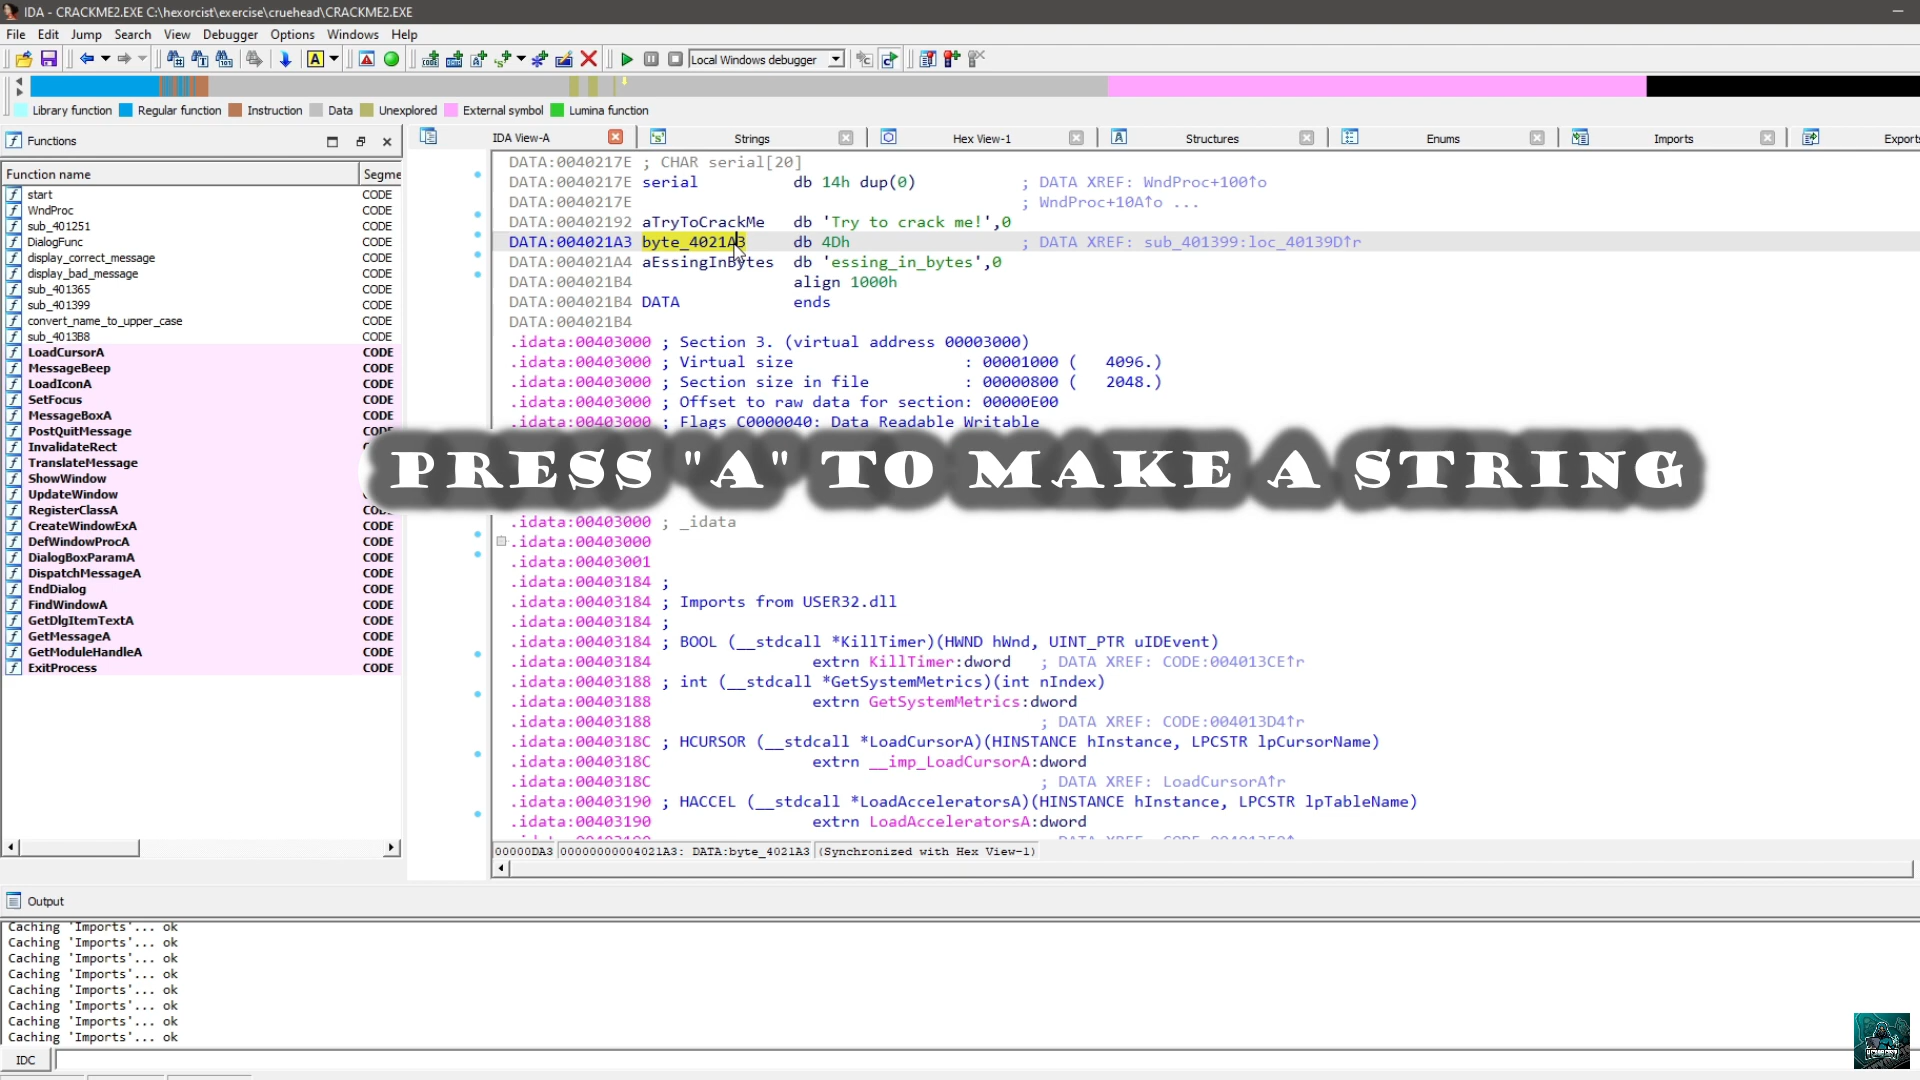 IDA - CRACKME2.EXE C:\hexorcist\exercise\cruehead\CRACKME2.EXE
File Edit Jump Search View Debugger Options Windows Help
Local Windows debugger
Library function Regular function Instruction Data Unexplored External symbol Lumina function
Functions
IDA View-A Strings Hex View-1 Structures Enums Imports Exports
Function name Segme
start CODE
WndProc CODE
sub_401251 CODE
DialogFunc CODE
display_correct_message CODE
display_bad_message CODE
sub_401365 CODE
sub_401399 CODE
convert_name_to_upper_case CODE
sub_4013B8 CODE
LoadCursorA CODE
MessageBeep CODE
LoadIconA CODE
SetFocus CODE
MessageBoxA CODE
PostQuitMessage CODE
InvalidateRect
TranslateMessage
ShowWindow
UpdateWindow
RegisterClassA CODE
CreateWindowExA CODE
DefWindowProcA CODE
DialogBoxParamA CODE
DispatchMessageA CODE
EndDialog CODE
FindWindowA CODE
GetDlgItemTextA CODE
GetMessageA CODE
GetModuleHandleA CODE
ExitProcess CODE
DATA:0040217E ; CHAR serial[20]
DATA:0040217E serial db 14h dup(0) ; DATA XREF: WndProc+100↑o
DATA:0040217E ; WndProc+10A↑o ...
DATA:00402192 aTryToCrackMe db 'Try to crack me!',0
DATA:004021A3 byte_4021A3 db 4Dh ; DATA XREF: sub_401399:loc_40139D↑r
DATA:004021A4 aEssingInBytes db 'essing_in_bytes',0
DATA:004021B4 align 1000h
DATA:004021B4 DATA ends
DATA:004021B4
.idata:00403000 ; Section 3. (virtual address 00003000)
.idata:00403000 ; Virtual size : 00001000 ( 4096.)
.idata:00403000 ; Section size in file : 00000800 ( 2048.)
.idata:00403000 ; Offset to raw data for section: 00000E00
.idata:00403000 ; Flags C0000040: Data Readable Writable
PRESS "A" TO MAKE A STRING
.idata:00403000 ; _idata
.idata:00403000
.idata:00403001
.idata:00403184 ;
.idata:00403184 ; Imports from USER32.dll
.idata:00403184 ;
.idata:00403184 ; BOOL (__stdcall *KillTimer)(HWND hWnd, UINT_PTR uIDEvent)
.idata:00403184 extrn KillTimer:dword ; DATA XREF: CODE:004013CE↑r
.idata:00403188 ; int (__stdcall *GetSystemMetrics)(int nIndex)
.idata:00403188 extrn GetSystemMetrics:dword
.idata:00403188 ; DATA XREF: CODE:004013D4↑r
.idata:0040318C ; HCURSOR (__stdcall *LoadCursorA)(HINSTANCE hInstance, LPCSTR lpCursorName)
.idata:0040318C extrn __imp_LoadCursorA:dword
.idata:0040318C ; DATA XREF: LoadCursorA↑r
.idata:00403190 ; HACCEL (__stdcall *LoadAcceleratorsA)(HINSTANCE hInstance, LPCSTR lpTableName)
.idata:00403190 extrn LoadAcceleratorsA:dword
00000DA3 00000000004021A3: DATA:byte_4021A3 (Synchronized with Hex View-1)
Output
Caching 'Imports'... ok
Caching 'Imports'... ok
Caching 'Imports'... ok
Caching 'Imports'... ok
Caching 'Imports'... ok
Caching 'Imports'... ok
Caching 'Imports'... ok
Caching 'Imports'... ok
IDC